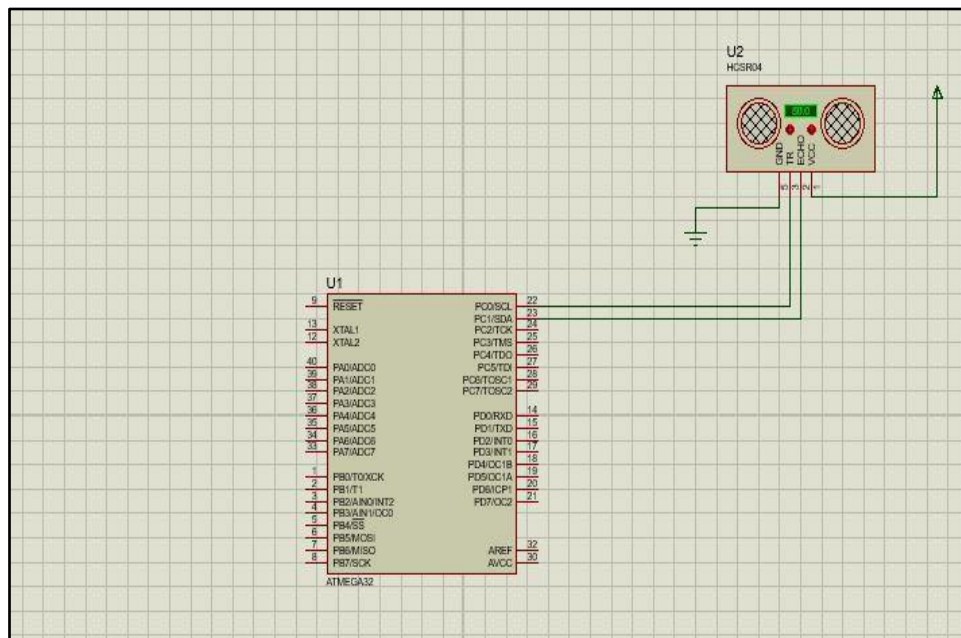 U2
HCSR04
50.0
GND
TR
ECHO
VCC
5
3
2
1
U1
9 RESET PC0/SCL 22
PC1/SDA 23
13 XTAL1 PC2/TCK 24
12 XTAL2 PC3/TMS 25
PC4/TDO 26
40 PA0/ADC0 PC5/TDI 27
39 PA1/ADC1 PC6/TOSC1 28
38 PA2/ADC2 PC7/TOSC2 29
37 PA3/ADC3
36 PA4/ADC4 PD0/RXD 14
35 PA5/ADC5 PD1/TXD 15
34 PA6/ADC6 PD2/INT0 16
33 PA7/ADC7 PD3/INT1 17
PD4/OC1B 18
1 PB0/T0/XCK PD5/OC1A 19
2 PB1/T1 PD6/ICP1 20
3 PB2/AIN0/INT2 PD7/OC2 21
4 PB3/AIN1/OC0
5 PB4/SS
6 PB5/MOSI
7 PB6/MISO AREF 32
8 PB7/SCK AVCC 30
ATMEGA32